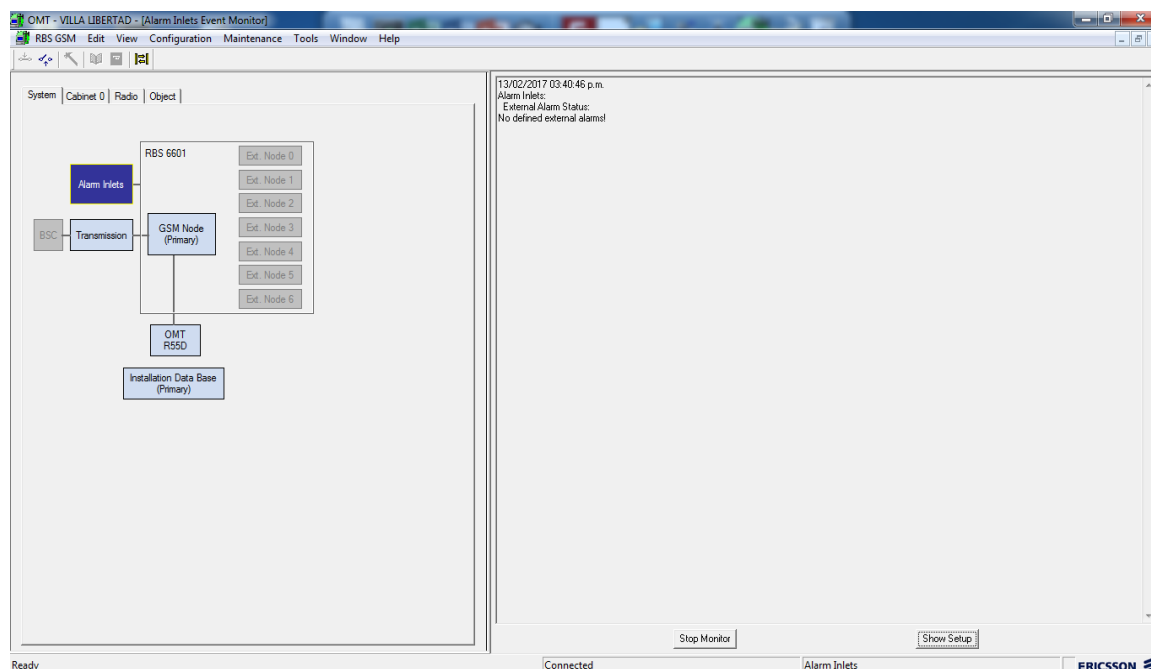 OMT - VILLA LIBERTAD - [Alarm Inlets Event Monitor]
RBS GSM Edit View Configuration Maintenance Tools Window Help
System Cabinet 0 Radio Object
RBS 6601
Alarm Inlets
BSC
Transmission
GSM Node
(Primary)
Ext. Node 0
Ext. Node 1
Ext. Node 2
Ext. Node 3
Ext. Node 4
Ext. Node 5
Ext. Node 6
OMT
R55D
Installation Data Base
(Primary)
13/02/2017 03:40:46 p.m.
Alarm Inlets:
External Alarm Status:
No defined external alarms!
Stop Monitor
Show Setup
Ready
Connected
Alarm Inlets
ERICSSON